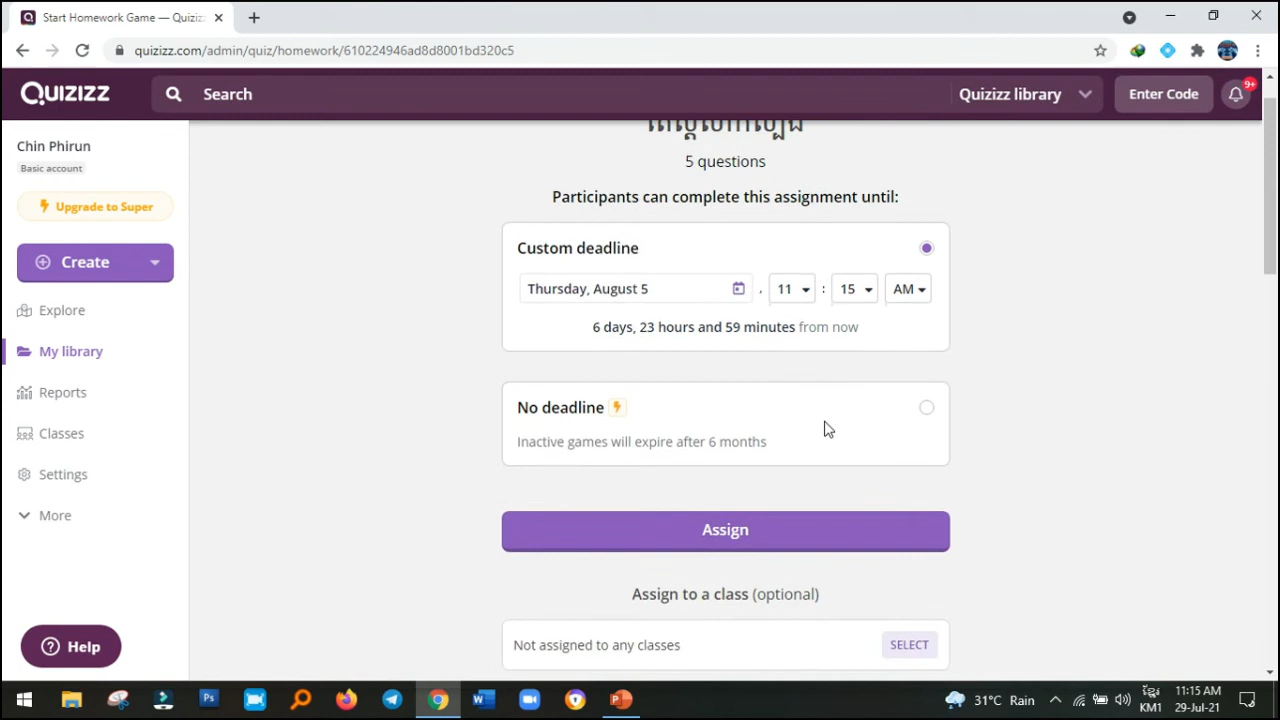 Start Homework Game — Quiziz
quizizz.com/admin/quiz/homework/610224946ad8d8001bd320c5
QUIZIZZ
Search
Quizizz library
Enter Code
9+
Chin Phirun
Basic account
Upgrade to Super
Create
Explore
My library
Reports
Classes
Settings
More
Help
5 questions
Participants can complete this assignment until:
Custom deadline
Thursday, August 5 , 11 : 15 AM
6 days, 23 hours and 59 minutes from now
No deadline
Inactive games will expire after 6 months
Assign
Assign to a class (optional)
Not assigned to any classes
SELECT
31°C Rain
ខ្មែរ
KM1
11:15 AM
29-Jul-21